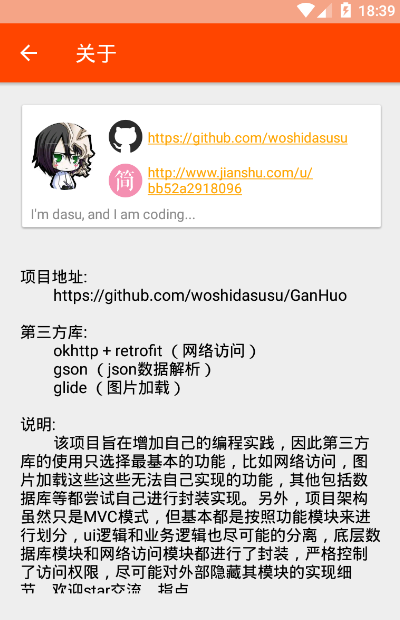 18:39
关于
https://github.com/woshidasusu
简
http://www.jianshu.com/u/
bb52a2918096
I'm dasu, and I am coding...
项目地址:
https://github.com/woshidasusu/GanHuo
第三方库:
okhttp + retrofit （网络访问）
gson （json数据解析）
glide （图片加载）
说明:
该项目旨在增加自己的编程实践，因此第三方
库的使用只选择最基本的功能，比如网络访问，图
片加载这些这些无法自己实现的功能，其他包括数
据库等都尝试自己进行封装实现。另外，项目架构
虽然只是MVC模式，但基本都是按照功能模块来进
行划分，ui逻辑和业务逻辑也尽可能的分离，底层数
据库模块和网络访问模块都进行了封装，严格控制
了访问权限，尽可能对外部隐藏其模块的实现细
节。欢迎star交流，指点